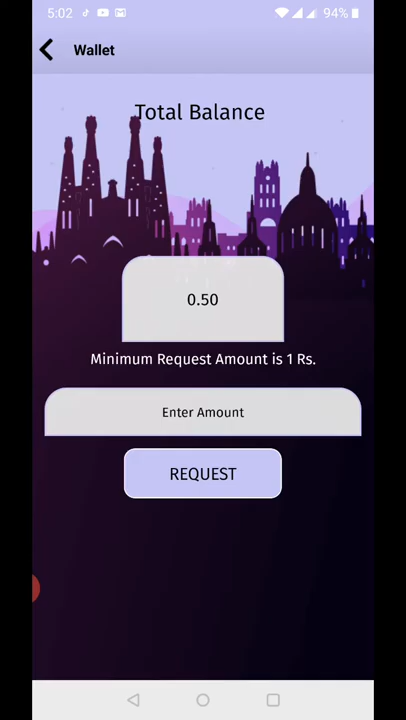 5:02 94%
Wallet
Total Balance
0.50
Minimum Request Amount is 1 Rs.
Enter Amount
REQUEST